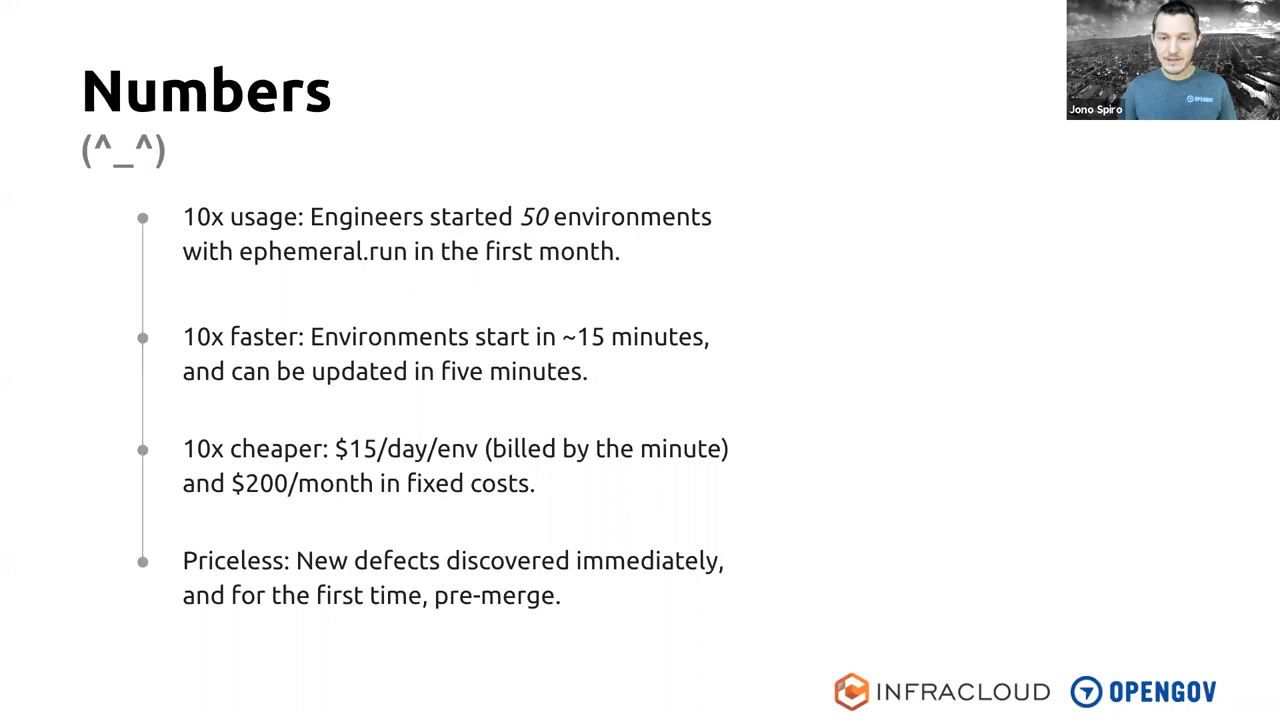 Numbers
(^_^)
10x usage: Engineers started 50 environments
with ephemeral.run in the first month.
10x faster: Environments start in ~15 minutes,
and can be updated in five minutes.
10x cheaper: $15/day/env (billed by the minute)
and $200/month in fixed costs.
Priceless: New defects discovered immediately,
and for the first time, pre-merge.
OPENGOV
Jono Spiro
INFRACLOUD
OPENGOV